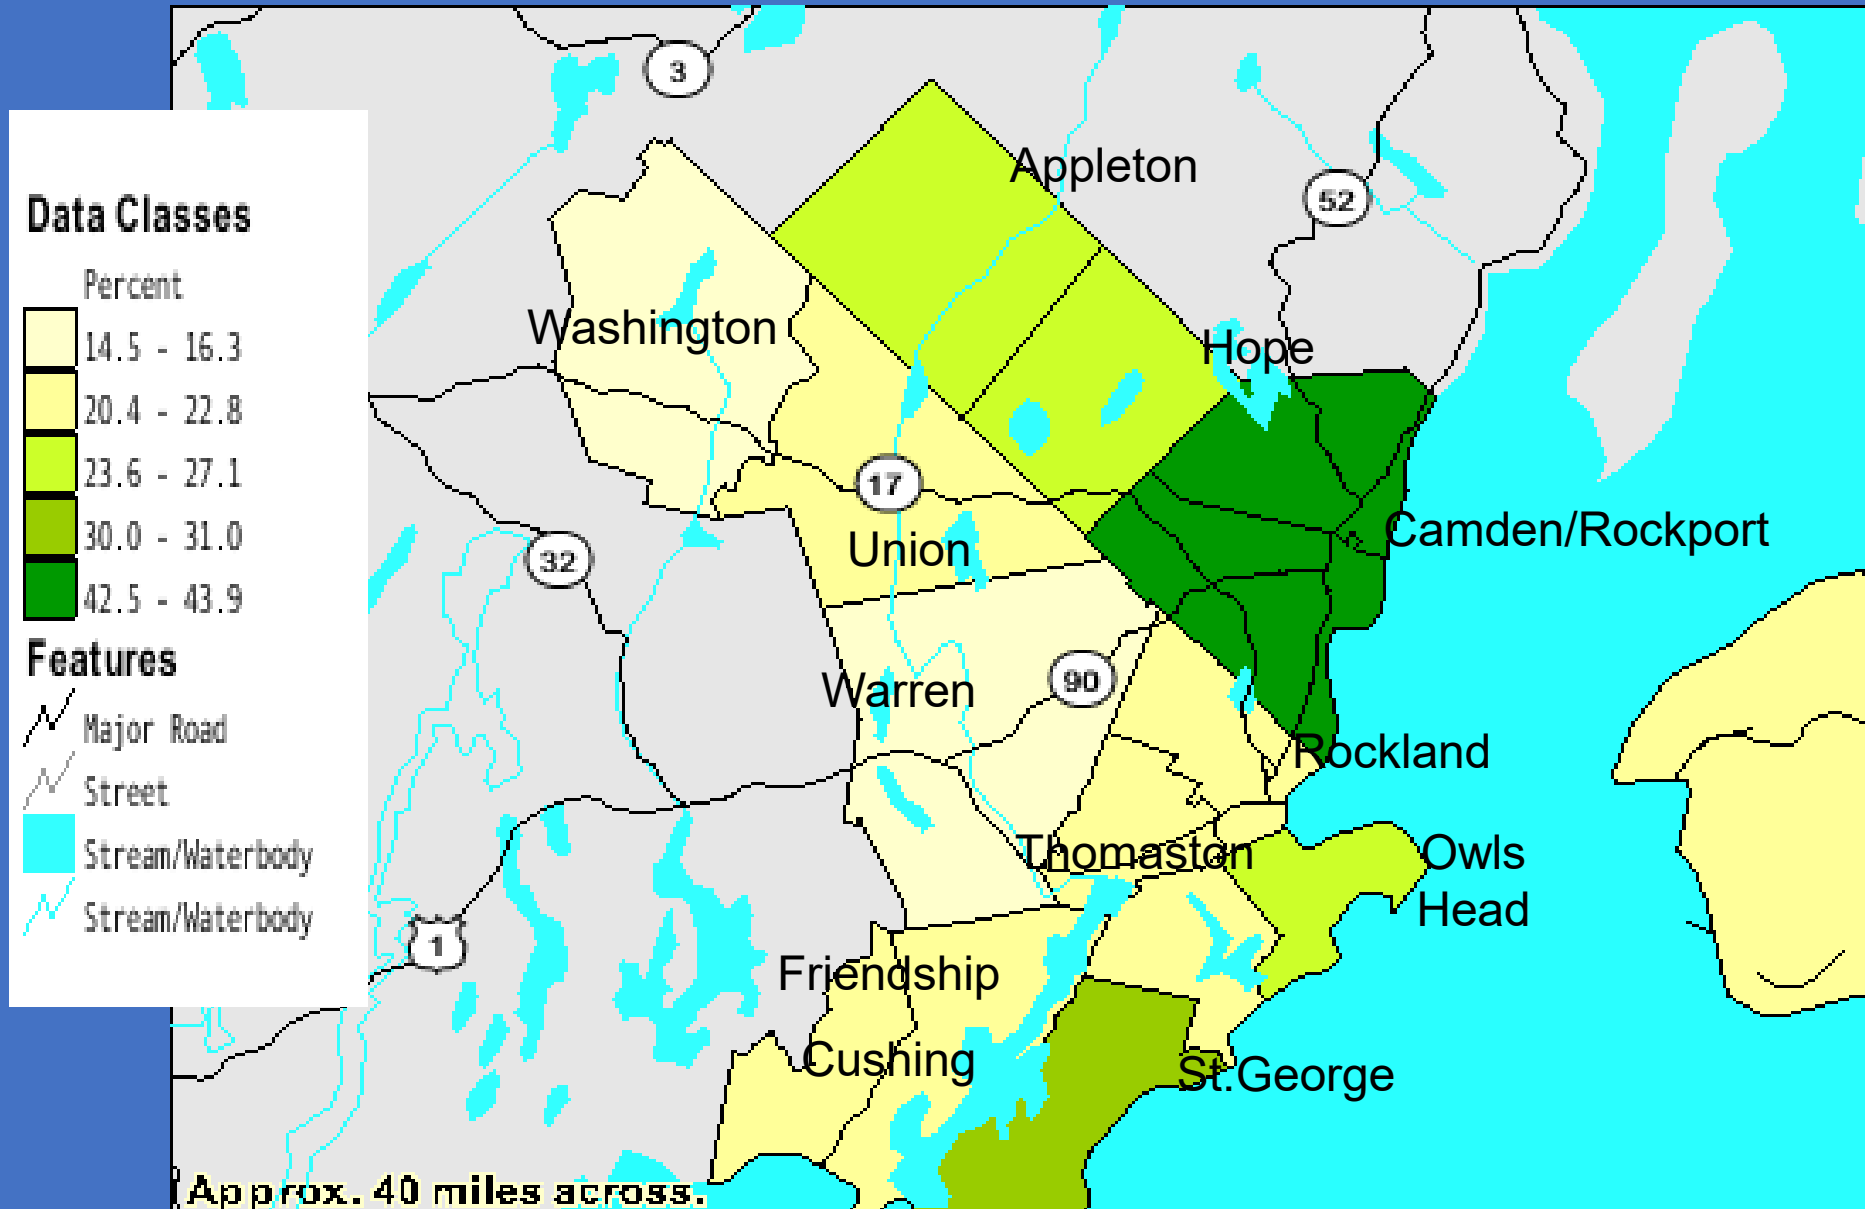 Data Classes
Percent
14.5 - 16.3
20.4 - 22.8
23.6 - 27.1
30.0 - 31.0
42.5 - 43.9
Features
Major Road
Street
Stream/Waterbody
Stream/Waterbody
3
Appleton
52
Washington
Hope
17
Camden/Rockport
Union
32
90
Warren
Rockland
Thomaston
Owls
Head
1
Friendship
Cushing
St.George
Approx. 40 miles across.